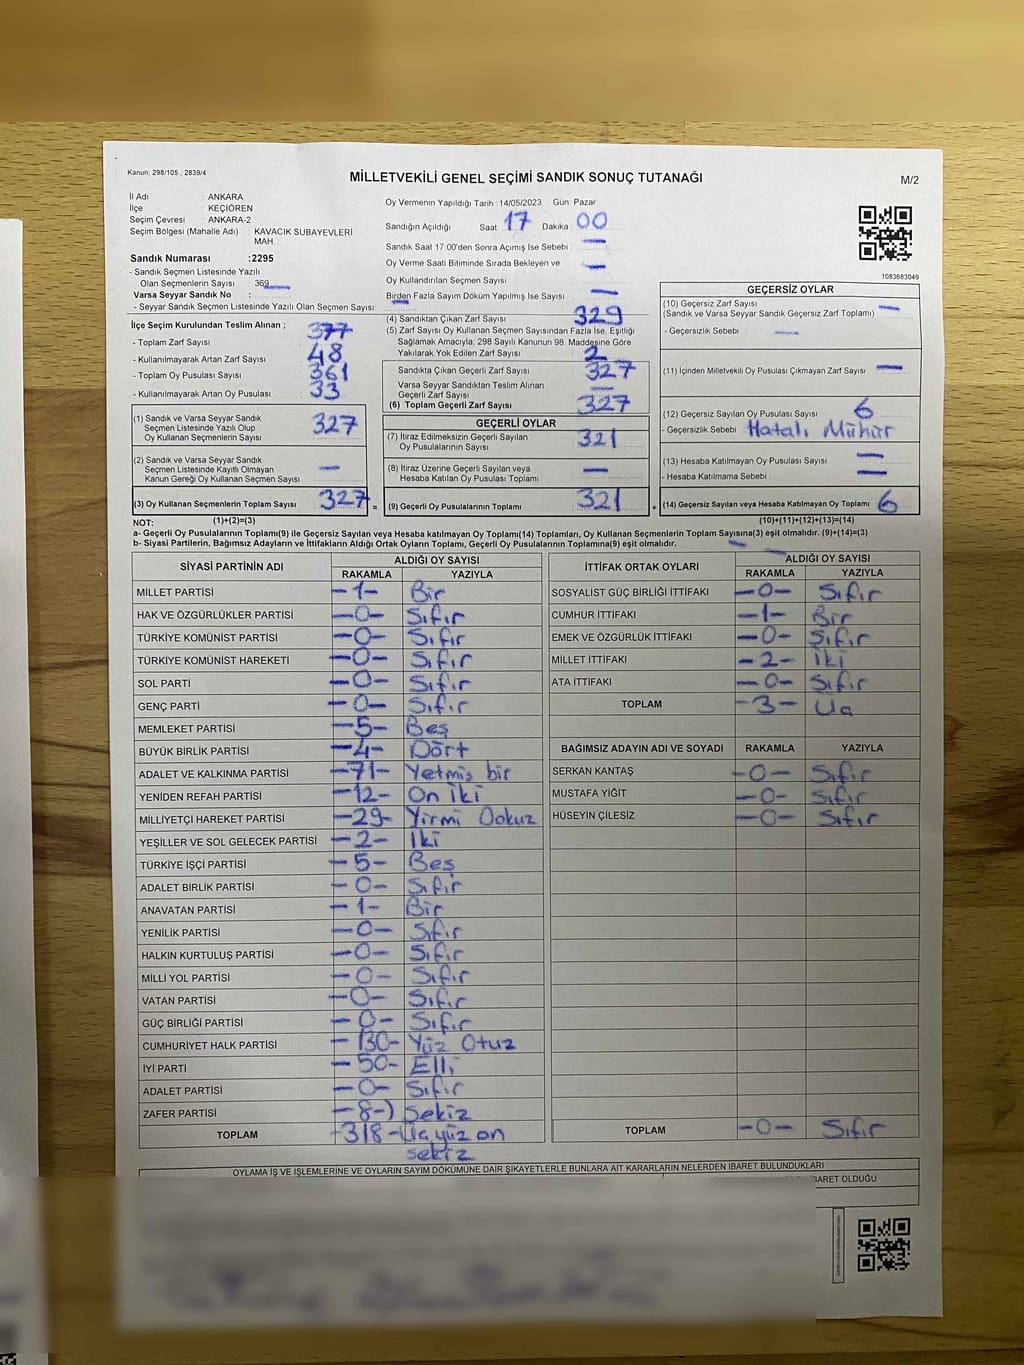 Kanun: 298/105 , 2839/4
MİLLETVEKİLİ GENEL SEÇİMİ SANDIK SONUÇ TUTANAĞI
M/2
İl Adı : ANKARA
İlçe : KEÇİÖREN
Seçim Çevresi : ANKARA-2
Seçim Bölgesi (Mahalle Adı) : KAVACIK SUBAYEVLERİ
MAH.
Sandık Numarası :2295
- Sandık Seçmen Listesinde Yazılı
Olan Seçmenlerin Sayısı : 369
Varsa Seyyar Sandık No :
- Seyyar Sandık Seçmen Listesinde Yazılı Olan Seçmen Sayısı :
İlçe Seçim Kurulundan Teslim Alınan ;
- Toplam Zarf Sayısı : 377
- Kullanılmayarak Artan Zarf Sayısı : 48
- Toplam Oy Pusulası Sayısı : 361
- Kullanılmayarak Artan Oy Pusulası : 33
(1) Sandık ve Varsa Seyyar Sandık
Seçmen Listesinde Yazılı Olup
Oy Kullanan Seçmenlerin Sayısı : 327
(2) Sandık ve Varsa Seyyar Sandık
Seçmen Listesinde Kayıtlı Olmayan
Kanun Gereği Oy Kullanan Seçmen Sayısı : —
(3) Oy Kullanan Seçmenlerin Toplam Sayısı : 327
Oy Vermenin Yapıldığı Tarih : 14/05/2023 Gün: Pazar
Sandığın Açıldığı Saat : 17 Dakika : 00
Sandık Saat 17:00'den Sonra Açımış İse Sebebi : —
Oy Verme Saati Bitiminde Sırada Bekleyen ve
Oy Kullandırılan Seçmen Sayısı : —
Birden Fazla Sayım Döküm Yapılmış İse Sayısı : —
(4) Sandıktan Çıkan Zarf Sayısı : 329
(5) Zarf Sayısı Oy Kullanan Seçmen Sayısından Fazla İse, Eşitliği
Sağlamak Amacıyla, 298 Sayılı Kanunun 98. Maddesine Göre
Yakılarak Yok Edilen Zarf Sayısı : 2
Sandıkta Çıkan Geçerli Zarf Sayısı : 327
Varsa Seyyar Sandıktan Teslim Alınan
Geçerli Zarf Sayısı : —
(6) Toplam Geçerli Zarf Sayısı : 327
GEÇERLİ OYLAR
(7) İtiraz Edilmeksizin Geçerli Sayılan
Oy Pusulalarının Sayısı : 321
(8) İtiraz Üzerine Geçerli Sayılan veya
Hesaba Katılan Oy Pusulası Toplamı : —
= (9) Geçerli Oy Pusulalarının Toplamı : 321
1083683049
GEÇERSİZ OYLAR
(10) Geçersiz Zarf Sayısı
(Sandık ve Varsa Seyyar Sandık Geçersiz Zarf Toplamı) : —
- Geçersizlik Sebebi : —
(11) İçinden Milletvekili Oy Pusulası Çıkmayan Zarf Sayısı : —
(12) Geçersiz Sayılan Oy Pusulası Sayısı : 6
- Geçersizlik Sebebi : Hatalı Mühür
(13) Hesaba Katılmayan Oy Pusulası Sayısı : —
- Hesaba Katılmama Sebebi : —
+ (14) Geçersiz Sayılan veya Hesaba Katılmayan Oy Toplamı : 6
NOT: (1)+(2)=(3) (10)+(11)+(12)+(13)=(14)
a- Geçerli Oy Pusulalarının Toplamı(9) ile Geçersiz Sayılan veya Hesaba katılmayan Oy Toplamı(14) Toplamları, Oy Kullanan Seçmenlerin Toplam Sayısına(3) eşit olmalıdır. (9)+(14)=(3)
b- Siyasi Partilerin, Bağımsız Adayların ve İttifakların Aldığı Ortak Oyların Toplamı, Geçerli Oy Pusulalarının Toplamına(9) eşit olmalıdır.
SİYASİ PARTİNİN ADI ALDIĞI OY SAYISI
RAKAMLA YAZIYLA
MİLLET PARTİSİ -1- Bir
HAK VE ÖZGÜRLÜKLER PARTİSİ -0- Sıfır
TÜRKİYE KOMÜNİST PARTİSİ -0- Sıfır
TÜRKİYE KOMÜNİST HAREKETİ -0- Sıfır
SOL PARTİ -0- Sıfır
GENÇ PARTİ -0- Sıfır
MEMLEKET PARTİSİ -5- Beş
BÜYÜK BİRLİK PARTİSİ -4- Dört
ADALET VE KALKINMA PARTİSİ -71- Yetmiş bir
YENİDEN REFAH PARTİSİ -12- On iki
MİLLİYETÇİ HAREKET PARTİSİ -29- Yirmi Dokuz
YEŞİLLER VE SOL GELECEK PARTİSİ -2- İki
TÜRKİYE İŞÇİ PARTİSİ -5- Beş
ADALET BİRLİK PARTİSİ -0- Sıfır
ANAVATAN PARTİSİ -1- Bir
YENİLİK PARTİSİ -0- Sıfır
HALKIN KURTULUŞ PARTİSİ -0- Sıfır
MİLLİ YOL PARTİSİ -0- Sıfır
VATAN PARTİSİ -0- Sıfır
GÜÇ BİRLİĞİ PARTİSİ -0- Sıfır
CUMHURİYET HALK PARTİSİ -130- Yüz Otuz
İYİ PARTİ -50- Elli
ADALET PARTİSİ -0- Sıfır
ZAFER PARTİSİ -8-) Sekiz
TOPLAM -318- Üçyüz on
sekiz
İTTİFAK ORTAK OYLARI ALDIĞI OY SAYISI
RAKAMLA YAZIYLA
SOSYALİST GÜÇ BİRLİĞİ İTTİFAKI -0- Sıfır
CUMHUR İTTİFAKI -1- Bir
EMEK VE ÖZGÜRLÜK İTTİFAKI -0- Sıfır
MİLLET İTTİFAKI -2- İki
ATA İTTİFAKI -0- Sıfır
TOPLAM -3- Üç
BAĞIMSIZ ADAYIN ADI VE SOYADI RAKAMLA YAZIYLA
SERKAN KANTAŞ -0- Sıfır
MUSTAFA YİĞİT -0- Sıfır
HÜSEYİN ÇİLESİZ -0- Sıfır
TOPLAM -0- Sıfır
OYLAMA İŞ VE İŞLEMLERİNE VE OYLARIN SAYIM DÖKÜMÜNE DAİR ŞİKAYETLERLE BUNLARA AİT KARARLARIN NELERDEN İBARET BULUNDUKLARI
İBARET OLDUĞU